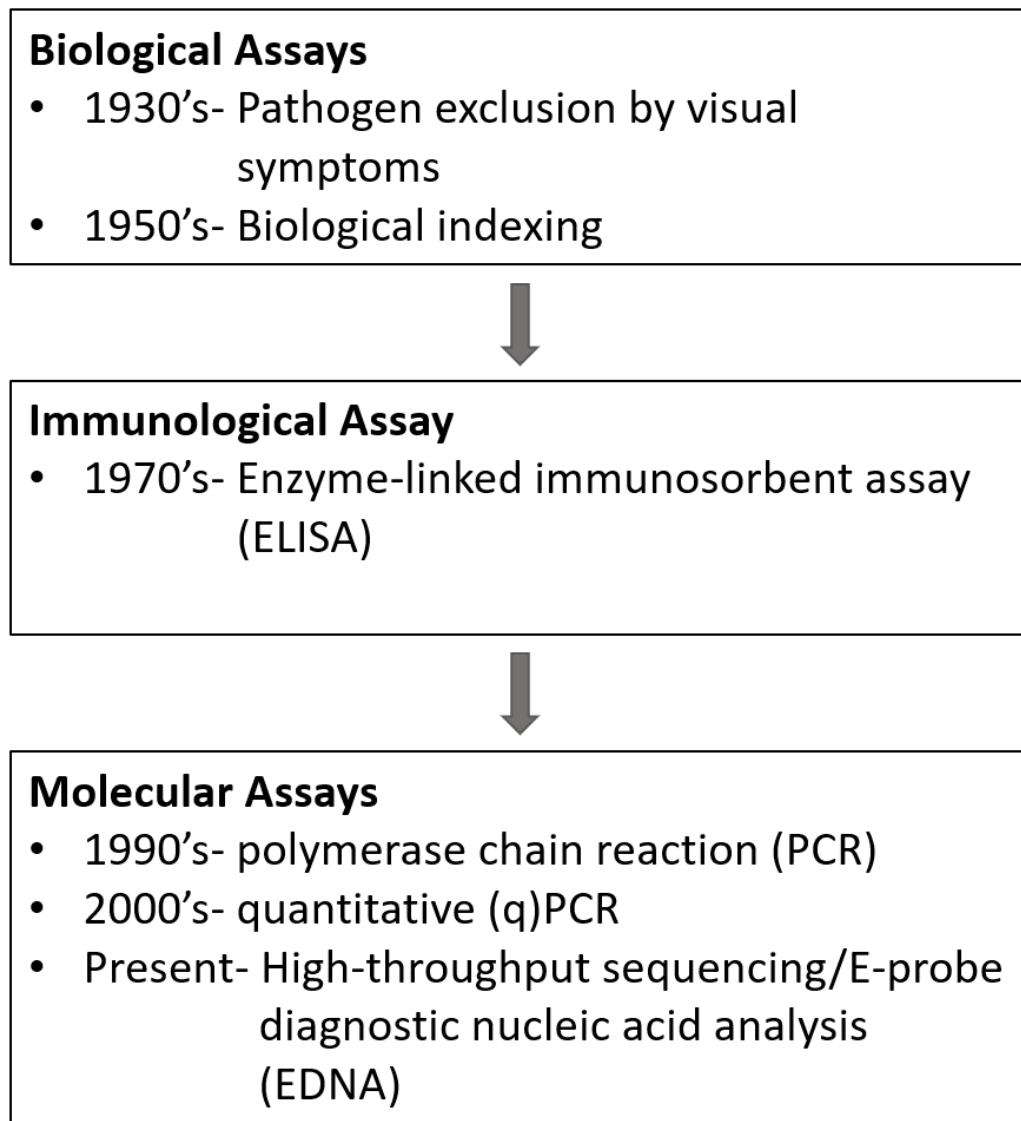 Biological Assays
• 1930’s- Pathogen exclusion by visual
symptoms
• 1950’s- Biological indexing
Immunological Assay
• 1970’s- Enzyme-linked immunosorbent assay
(ELISA)
Molecular Assays
• 1990’s- polymerase chain reaction (PCR)
• 2000’s- quantitative (q)PCR
• Present- High-throughput sequencing/E-probe
diagnostic nucleic acid analysis
(EDNA)